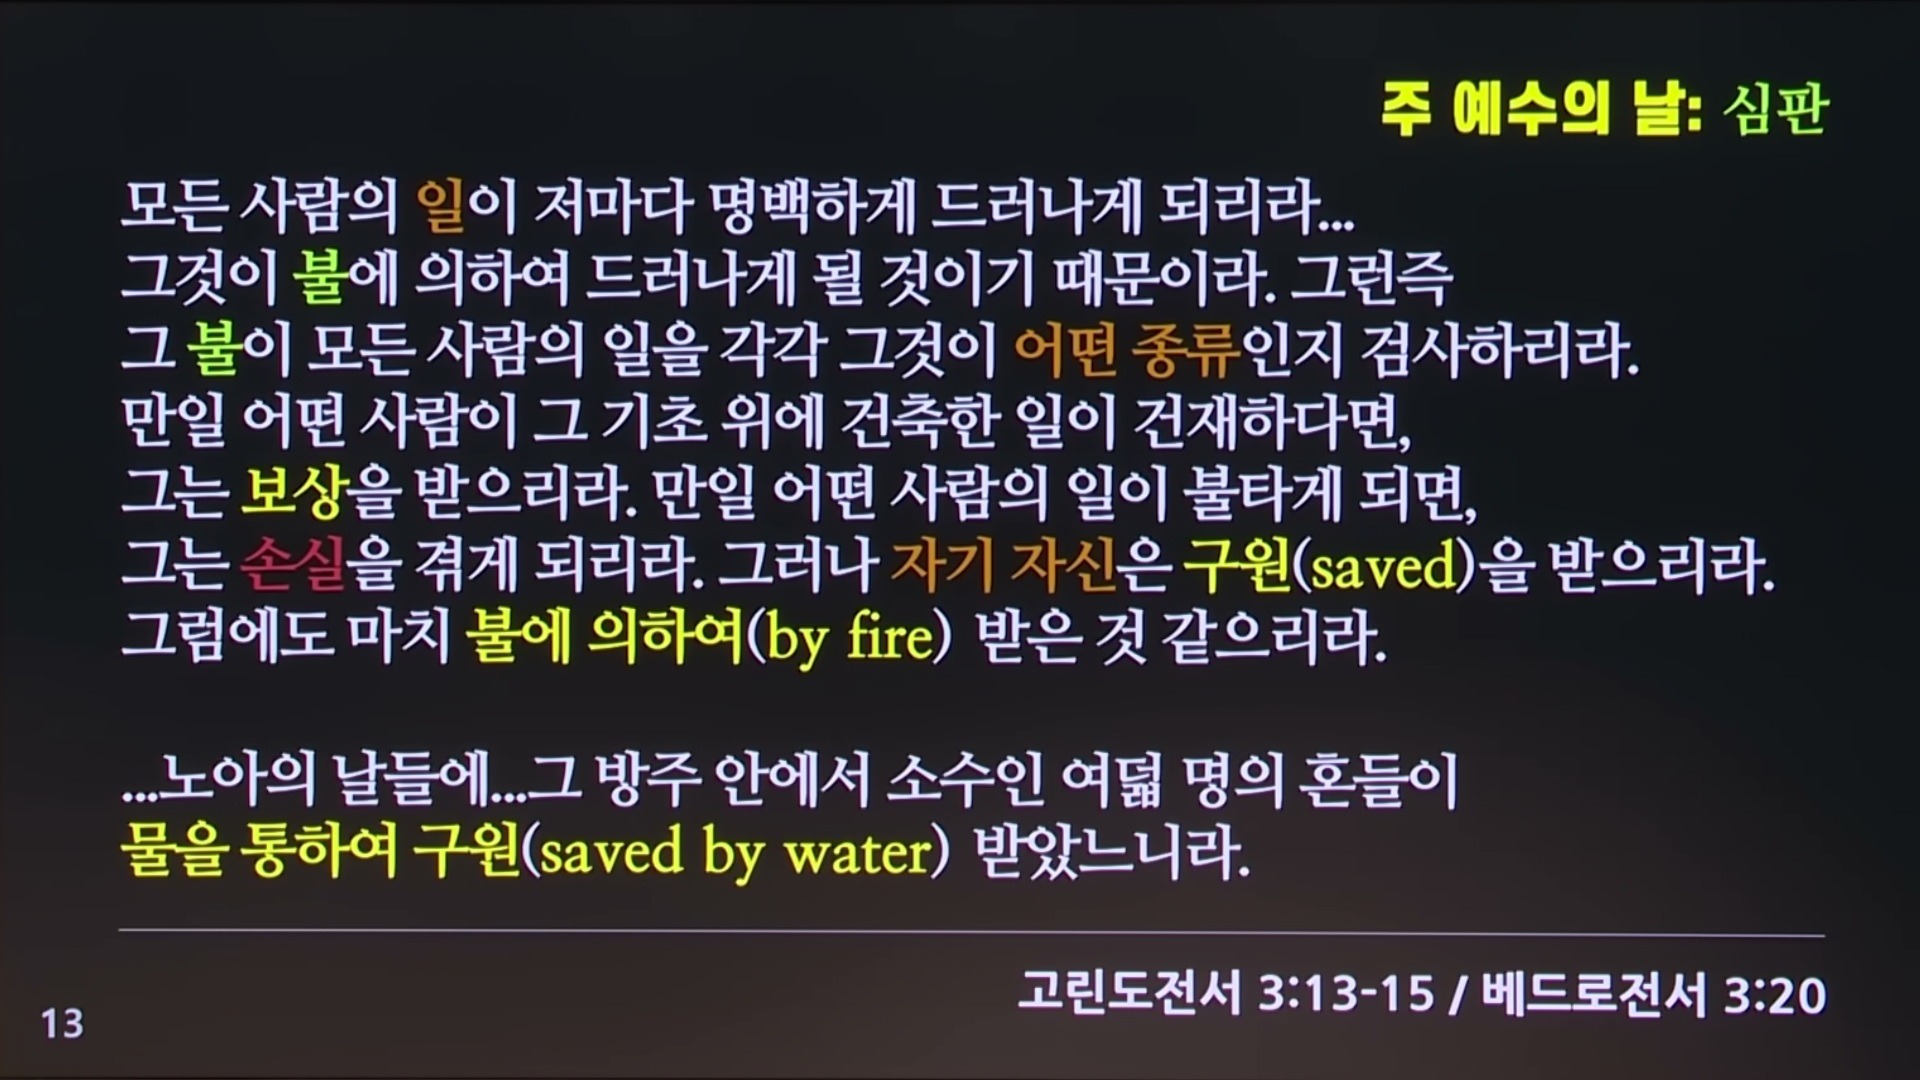 주 예수의 날: 심판
모든 사람의 일이 저마다 명백하게 드러나게 되리라...
그것이 불에 의하여 드러나게 될 것이기 때문이라. 그런즉
그 불이 모든 사람의 일을 각각 그것이 어떤 종류인지 검사하리라.
만일 어떤 사람이 그 기초 위에 건축한 일이 건재하다면,
그는 보상을 받으리라. 만일 어떤 사람의 일이 불타게 되면,
그는 손실을 겪게 되리라. 그러나 자기 자신은 구원(saved)을 받으리라.
그럼에도 마치 불에 의하여(by fire) 받은 것 같으리라.
...노아의 날들에...그 방주 안에서 소수인 여덟 명의 혼들이
물을 통하여 구원(saved by water) 받았느니라.
고린도전서 3:13-15 / 베드로전서 3:20
13